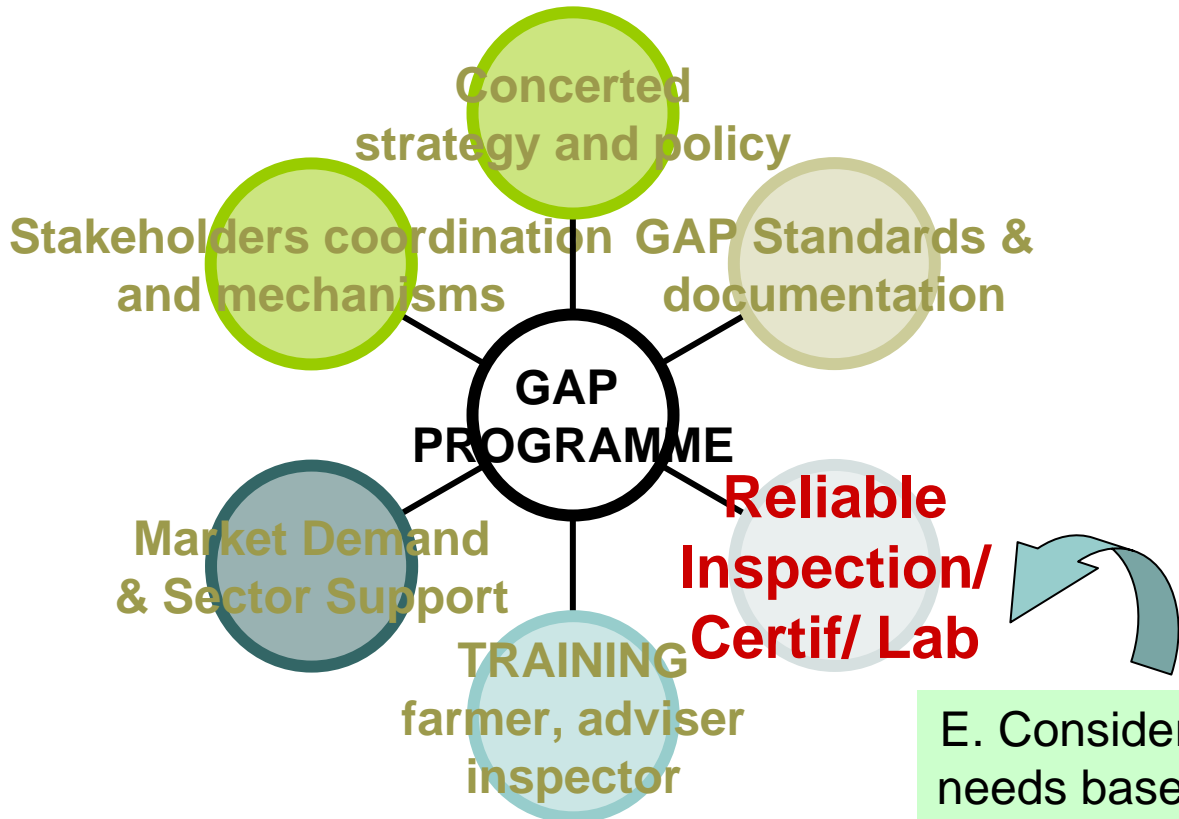 Concerted
strategy and policy
Stakeholders coordination
and mechanisms
GAP Standards &
documentation
GAP
PROGRAMME
Market Demand
& Sector Support
Reliable
Inspection/
Certif/ Lab
TRAINING
farmer, adviser
inspector
E. Consider
needs base